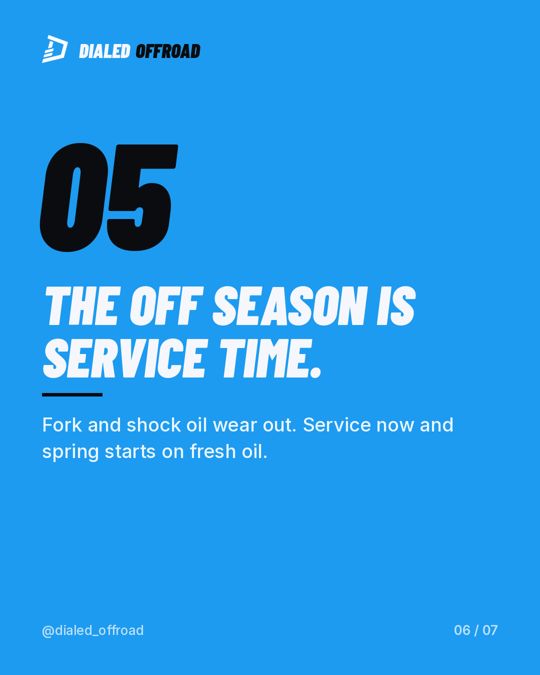 DIALED OFFROAD
05
THE OFF SEASON IS
SERVICE TIME.
Fork and shock oil wear out. Service now and
spring starts on fresh oil.
@dialed_offroad
06 / 07